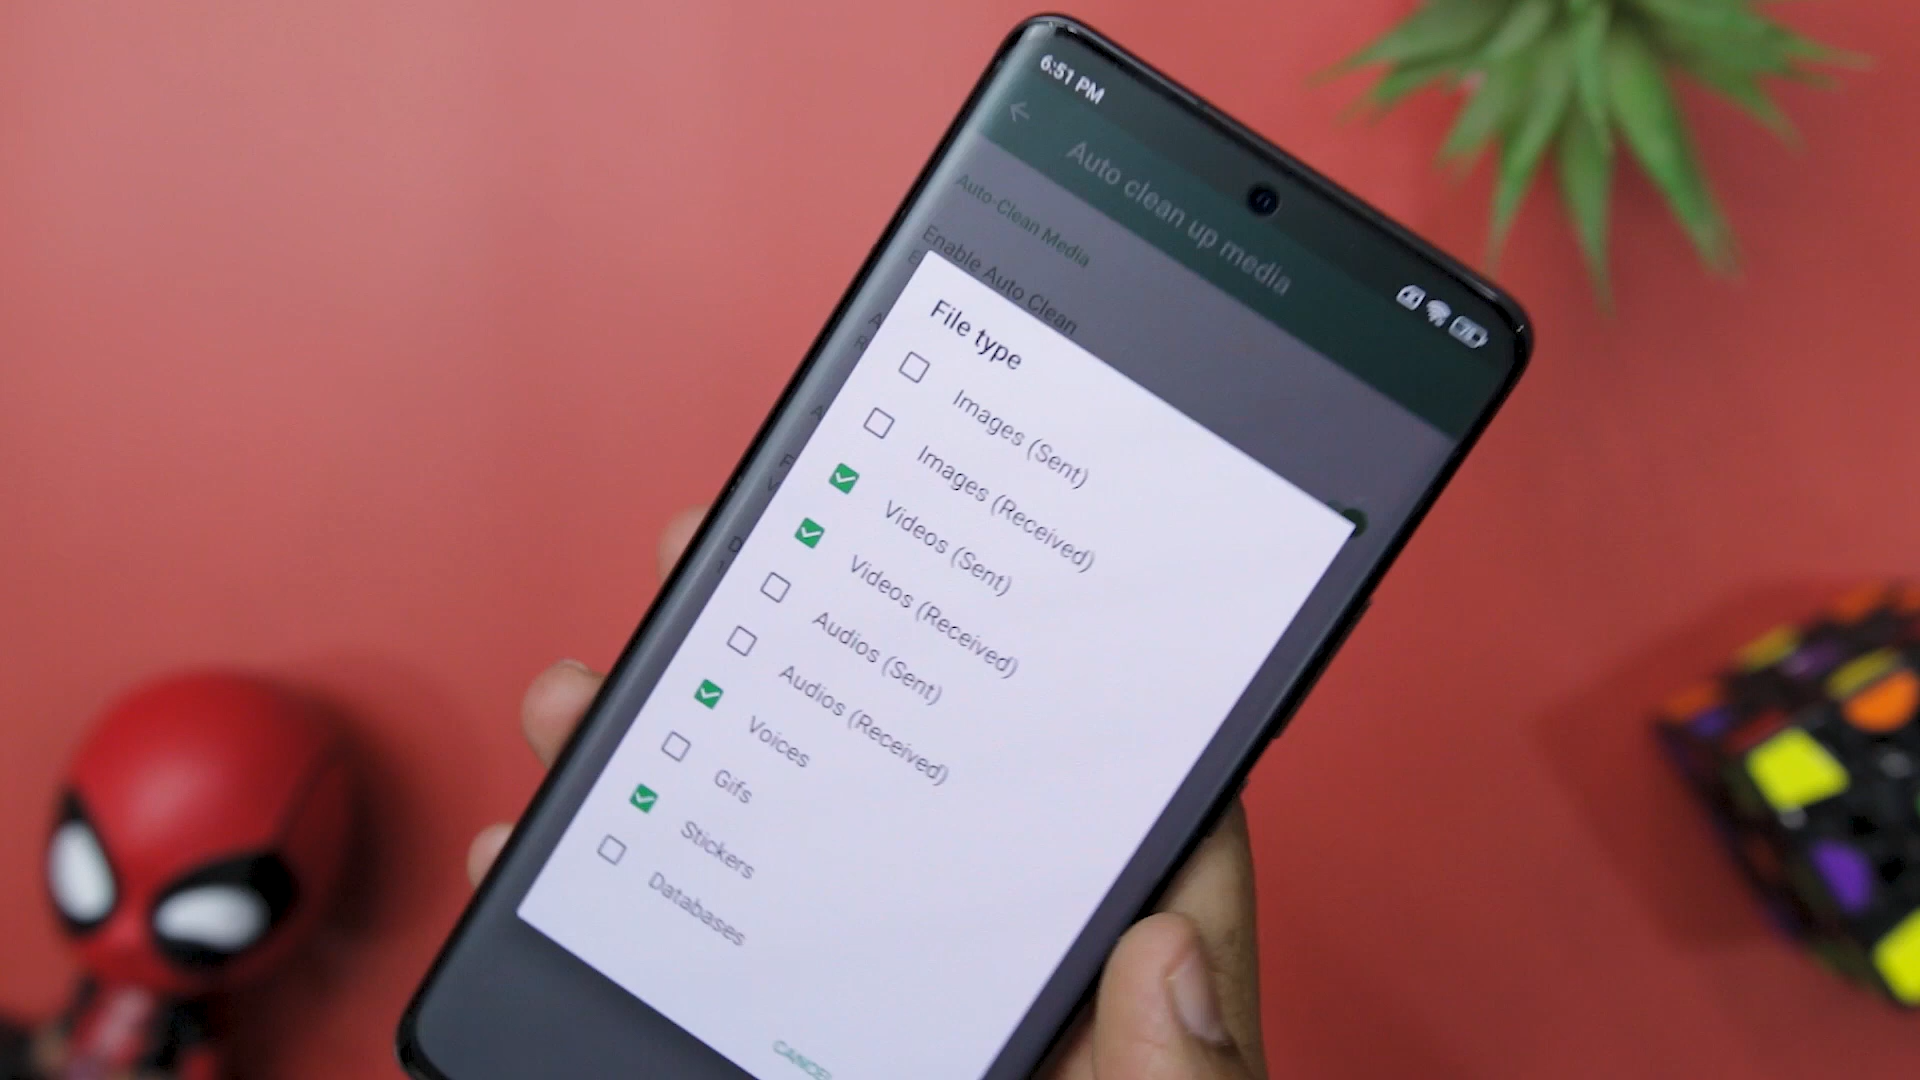 6:51 PM
Auto clean up media
Auto-Clean Media
Enable Auto Clean
File type
Images (Sent)
Images (Received)
Videos (Sent)
Videos (Received)
Audios (Sent)
Audios (Received)
Voices
Gifs
Stickers
Databases
CANCEL